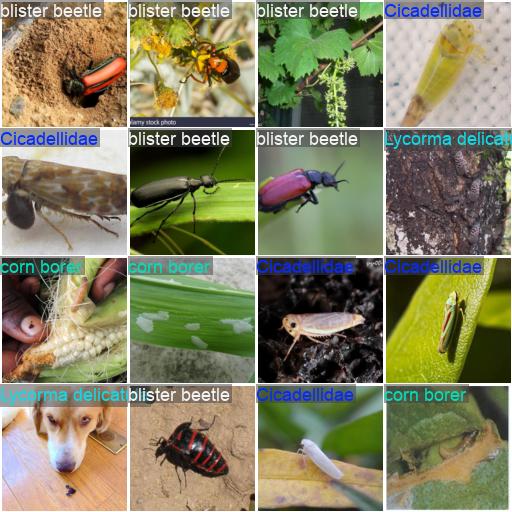 blister beetle
blister beetle
blister beetle
Cicadellidae
alamy stock photo
Cicadellidae
blister beetle
blister beetle
Lycorma delicat
corn borer
corn borer
Cicadellidae
Cicadellidae
Lycorma delicat
blister beetle
Cicadellidae
corn borer